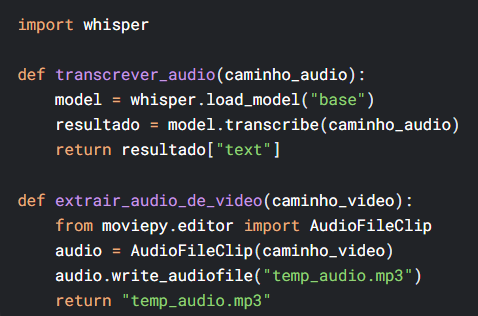 import whisper
def transcrever_audio(caminho_audio):
    model = whisper.load_model("base")
    resultado = model.transcribe(caminho_audio)
    return resultado["text"]
def extrair_audio_de_video(caminho_video):
    from moviepy.editor import AudioFileClip
    audio = AudioFileClip(caminho_video)
    audio.write_audiofile("temp_audio.mp3")
    return "temp_audio.mp3"